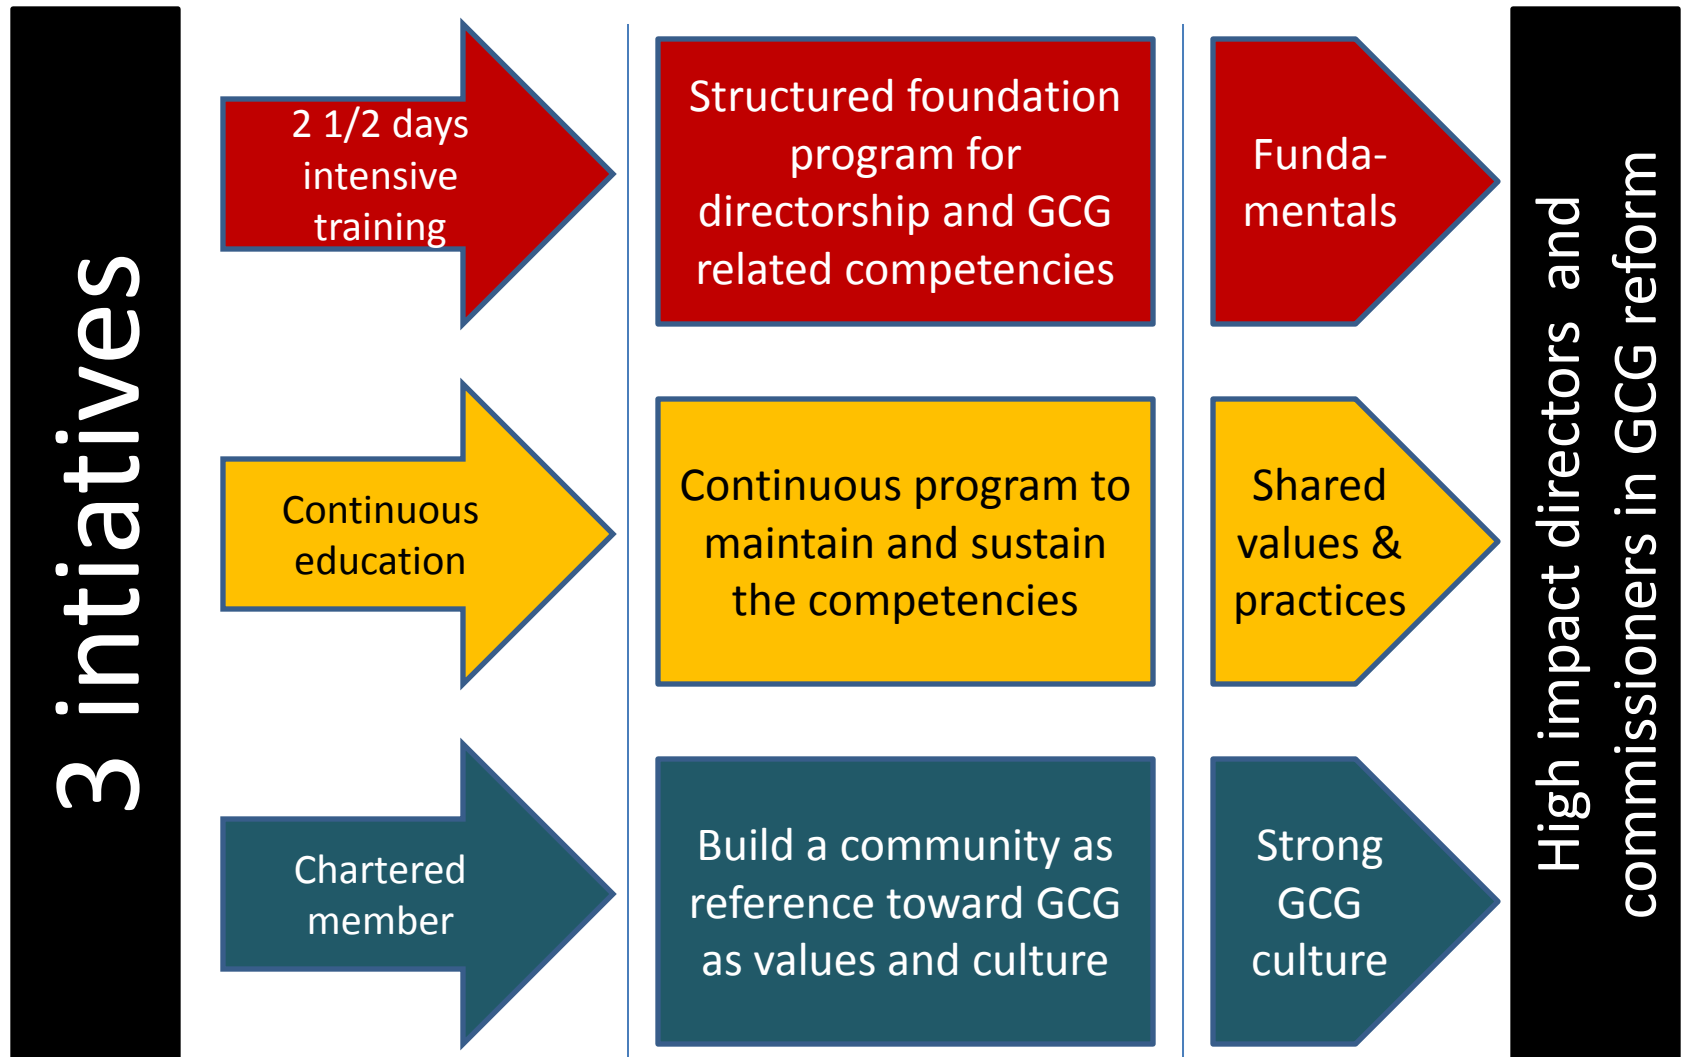 3 intiatives
2 1/2 days
intensive
training
Structured foundation
program for
directorship and GCG
related competencies
Funda-
mentals
Continuous
education
Continuous program to
maintain and sustain
the competencies
Shared
values &
practices
Chartered
member
Build a community as
reference toward GCG
as values and culture
Strong
GCG
culture
High impact directors and
commissioners in GCG reform